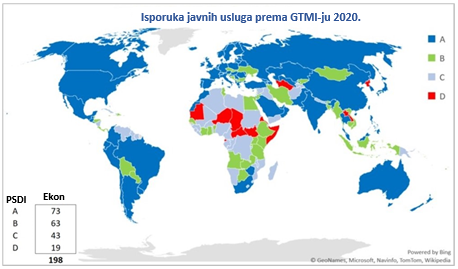 Isporuka javnih usluga prema GTMI-ju 2020.
A
B
C
D
PSDI Ekon
A 73
B 63
C 43
D 19
198
Powered by Bing
© GeoNames, Microsoft, Navinfo, TomTom, Wikipedia